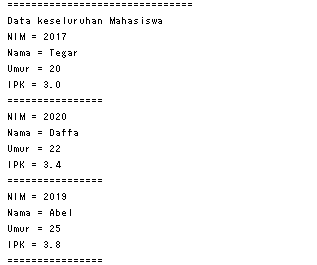 ===============================
Data keseluruhan Mahasiswa
NIM = 2017
Nama = Tegar
Umur = 20
IPK = 3.0
================
NIM = 2020
Nama = Daffa
Umur = 22
IPK = 3.4
================
NIM = 2019
Nama = Abel
Umur = 25
IPK = 3.8
================